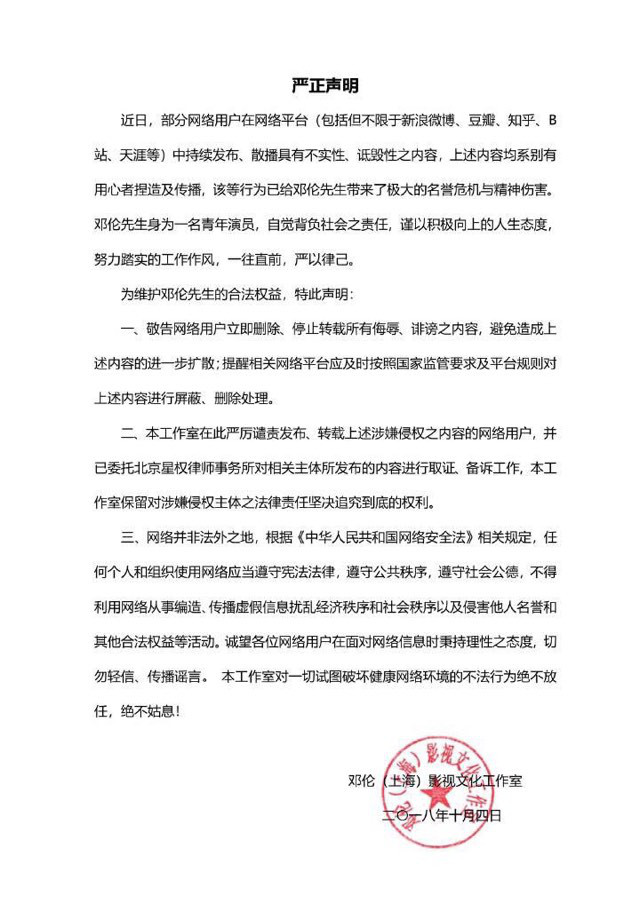 严正声明
近日，部分网络用户在网络平台（包括但不限于新浪微博、豆瓣、知乎、B
站、天涯等）中持续发布、散播具有不实性、诋毁性之内容，上述内容均系别有
用心者捏造及传播，该等行为已给邓伦先生带来了极大的名誉危机与精神伤害。
邓伦先生身为一名青年演员，自觉背负社会之责任，谨以积极向上的人生态度，
努力踏实的工作作风，一往直前，严以律己。
为维护邓伦先生的合法权益，特此声明：
一、敬告网络用户立即删除、停止转载所有侮辱、诽谤之内容，避免造成上
述内容的进一步扩散；提醒相关网络平台应及时按照国家监管要求及平台规则对
上述内容进行屏蔽、删除处理。
二、本工作室在此严厉谴责发布、转载上述涉嫌侵权之内容的网络用户，并
已委托北京星权律师事务所对相关主体所发布的内容进行取证、备诉工作，本工
作室保留对涉嫌侵权主体之法律责任坚决追究到底的权利。
三、网络并非法外之地，根据《中华人民共和国网络安全法》相关规定，任
何个人和组织使用网络应当遵守宪法法律，遵守公共秩序，遵守社会公德，不得
利用网络从事编造、传播虚假信息扰乱经济秩序和社会秩序以及侵害他人名誉和
其他合法权益等活动。诚望各位网络用户在面对网络信息时秉持理性之态度，切
勿轻信、传播谣言。 本工作室对一切试图破坏健康网络环境的不法行为绝不放
任，绝不姑息！
邓伦（上海）影视文化工作室
二〇一八年十月四日
邓伦（上海）影视文化工作室